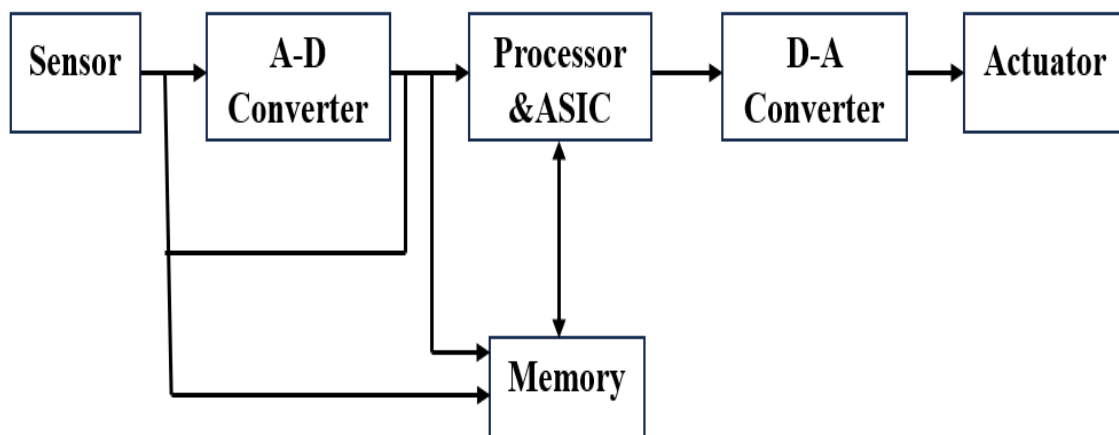 Sensor
A-D
Converter
Processor
&ASIC
D-A
Converter
Actuator
Memory